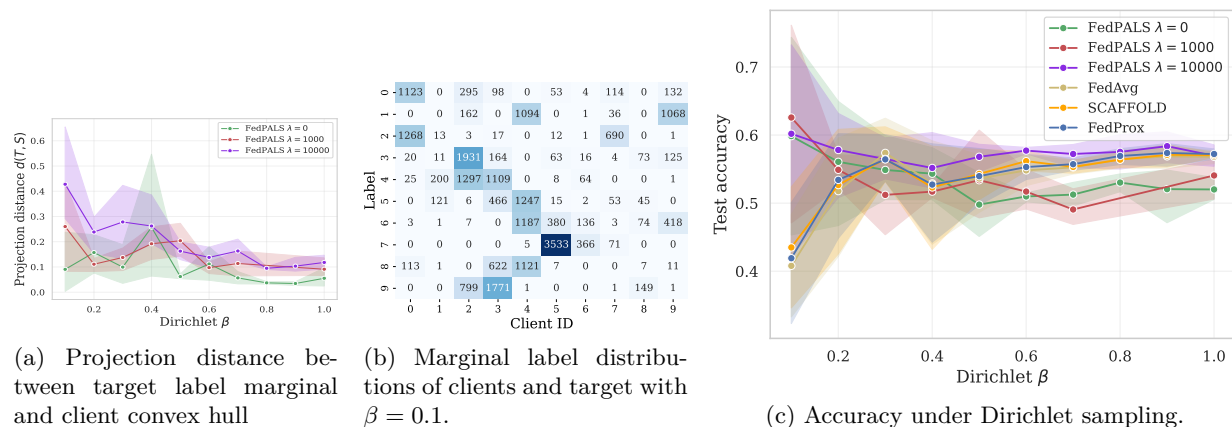 Projection distance d(T, S)
0.6
0.5
0.4
0.3
0.2
0.1
0.0
FedPALS λ = 0
FedPALS λ = 1000
FedPALS λ = 10000
0.2 0.4 0.6 0.8 1.0
Dirichlet β
(a) Projection distance be-
tween target label marginal
and client convex hull
Label
0 1123 0 295 98 0 53 4 114 0 132
1 0 0 162 0 1094 0 1 36 0 1068
2 1268 13 3 17 0 12 1 690 0 1
3 20 11 1931 164 0 63 16 4 73 125
4 25 200 1297 1109 0 8 64 0 0 1
5 0 121 6 466 1247 15 2 53 45 0
6 3 1 7 0 1187 380 136 3 74 418
7 0 0 0 0 5 3533 366 71 0 0
8 113 1 0 622 1121 7 0 0 7 11
9 0 0 799 1771 1 0 0 1 149 1
0 1 2 3 4 5 6 7 8 9
Client ID
(b) Marginal label distribu-
tions of clients and target with
β = 0.1.
Test accuracy
0.7
0.6
0.5
0.4
FedPALS λ = 0
FedPALS λ = 1000
FedPALS λ = 10000
FedAvg
SCAFFOLD
FedProx
0.2 0.4 0.6 0.8 1.0
Dirichlet β
(c) Accuracy under Dirichlet sampling.